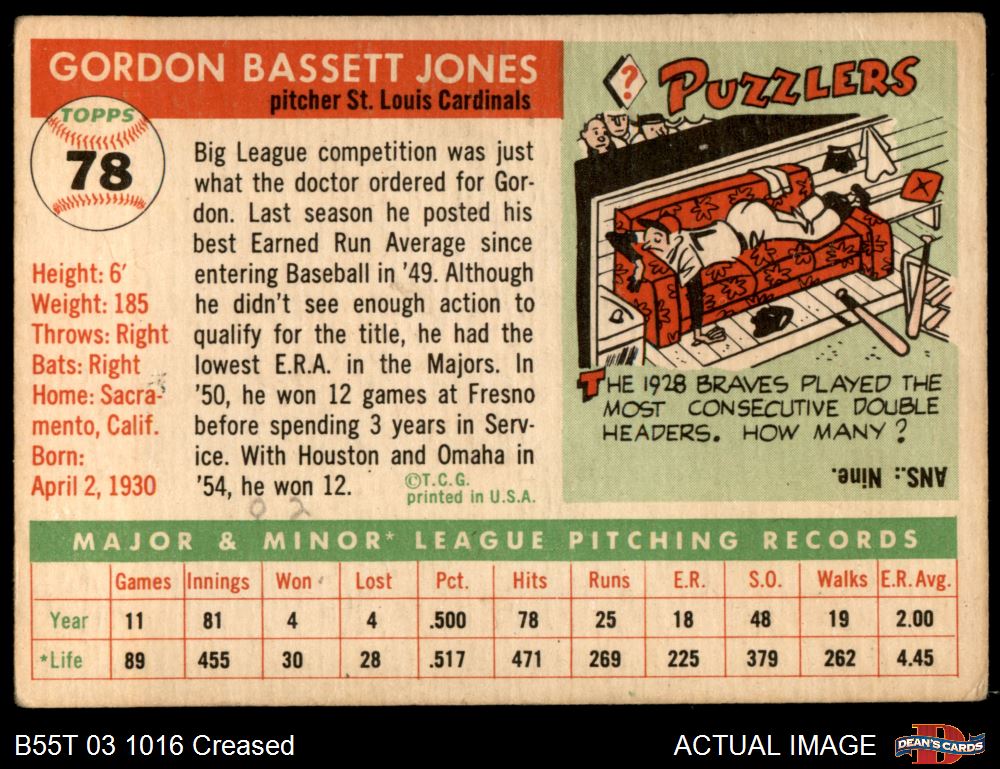 GORDON BASSETT JONES
pitcher St. Louis Cardinals
TOPPS
78
Height: 6'
Weight: 185
Throws: Right
Bats: Right
Home: Sacra-
mento, Calif.
Born:
April 2, 1930
Big League competition was just
what the doctor ordered for Gor-
don. Last season he posted his
best Earned Run Average since
entering Baseball in '49. Although
he didn't see enough action to
qualify for the title, he had the
lowest E.R.A. in the Majors. In
'50, he won 12 games at Fresno
before spending 3 years in Serv-
ice. With Houston and Omaha in
'54, he won 12.
©T.C.G.
printed in U.S.A.
? PUZZLERS
THE 1928 BRAVES PLAYED THE
MOST CONSECUTIVE DOUBLE
HEADERS. HOW MANY?
ANS.: Nine.
MAJOR & MINOR* LEAGUE PITCHING RECORDS
Games Innings Won Lost Pct. Hits Runs E.R. S.O. Walks E.R. Avg.
Year 11 81 4 4 .500 78 25 18 48 19 2.00
*Life 89 455 30 28 .517 471 269 225 379 262 4.45
B55T 03 1016 Creased
ACTUAL IMAGE
D
DEAN'S CARDS